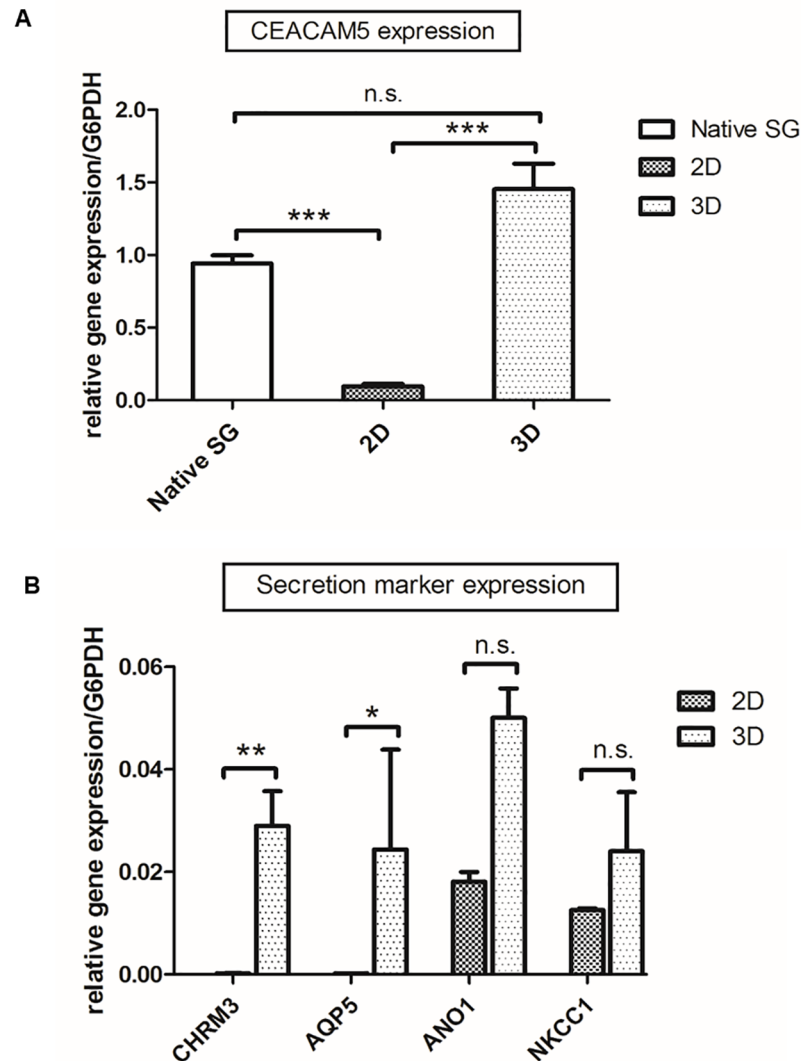 A
CEACAM5 expression
n.s.
***
***
relative gene expression/G6PDH
2.0
1.5
1.0
0.5
0.0
Native SG
2D
3D
Native SG
2D
3D
B
Secretion marker expression
n.s.
*
**
n.s.
relative gene expression/G6PDH
0.06
0.04
0.02
0.00
CHRM3
AQP5
ANO1
NKCC1
2D
3D